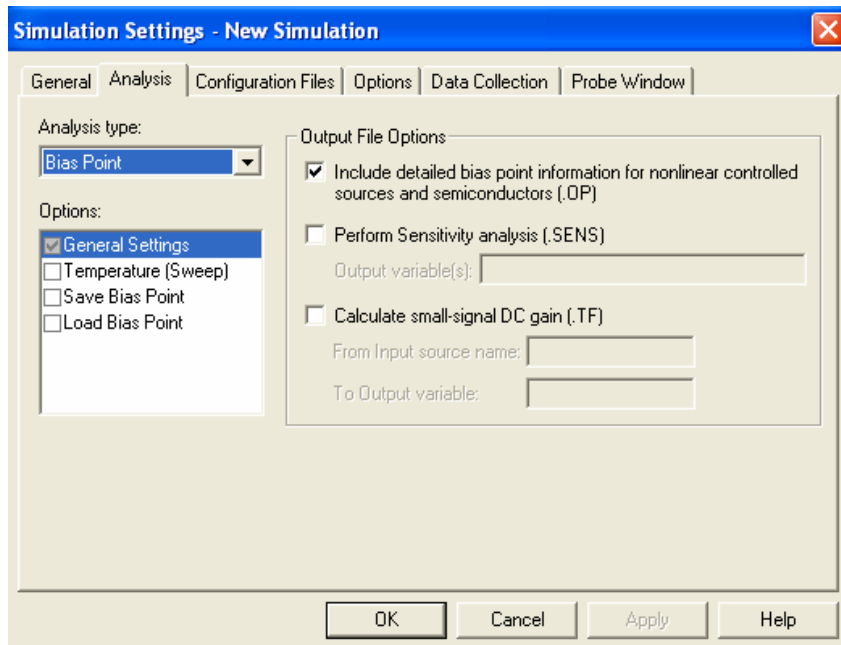 Simulation Settings - New Simulation
General Analysis Configuration Files Options Data Collection Probe Window
Analysis type:
Bias Point
Options:
General Settings
Temperature (Sweep)
Save Bias Point
Load Bias Point
Output File Options
Include detailed bias point information for nonlinear controlled
sources and semiconductors (.OP)
Perform Sensitivity analysis (.SENS)
Output variable(s):
Calculate small-signal DC gain (.TF)
From Input source name:
To Output variable:
OK Cancel Apply Help